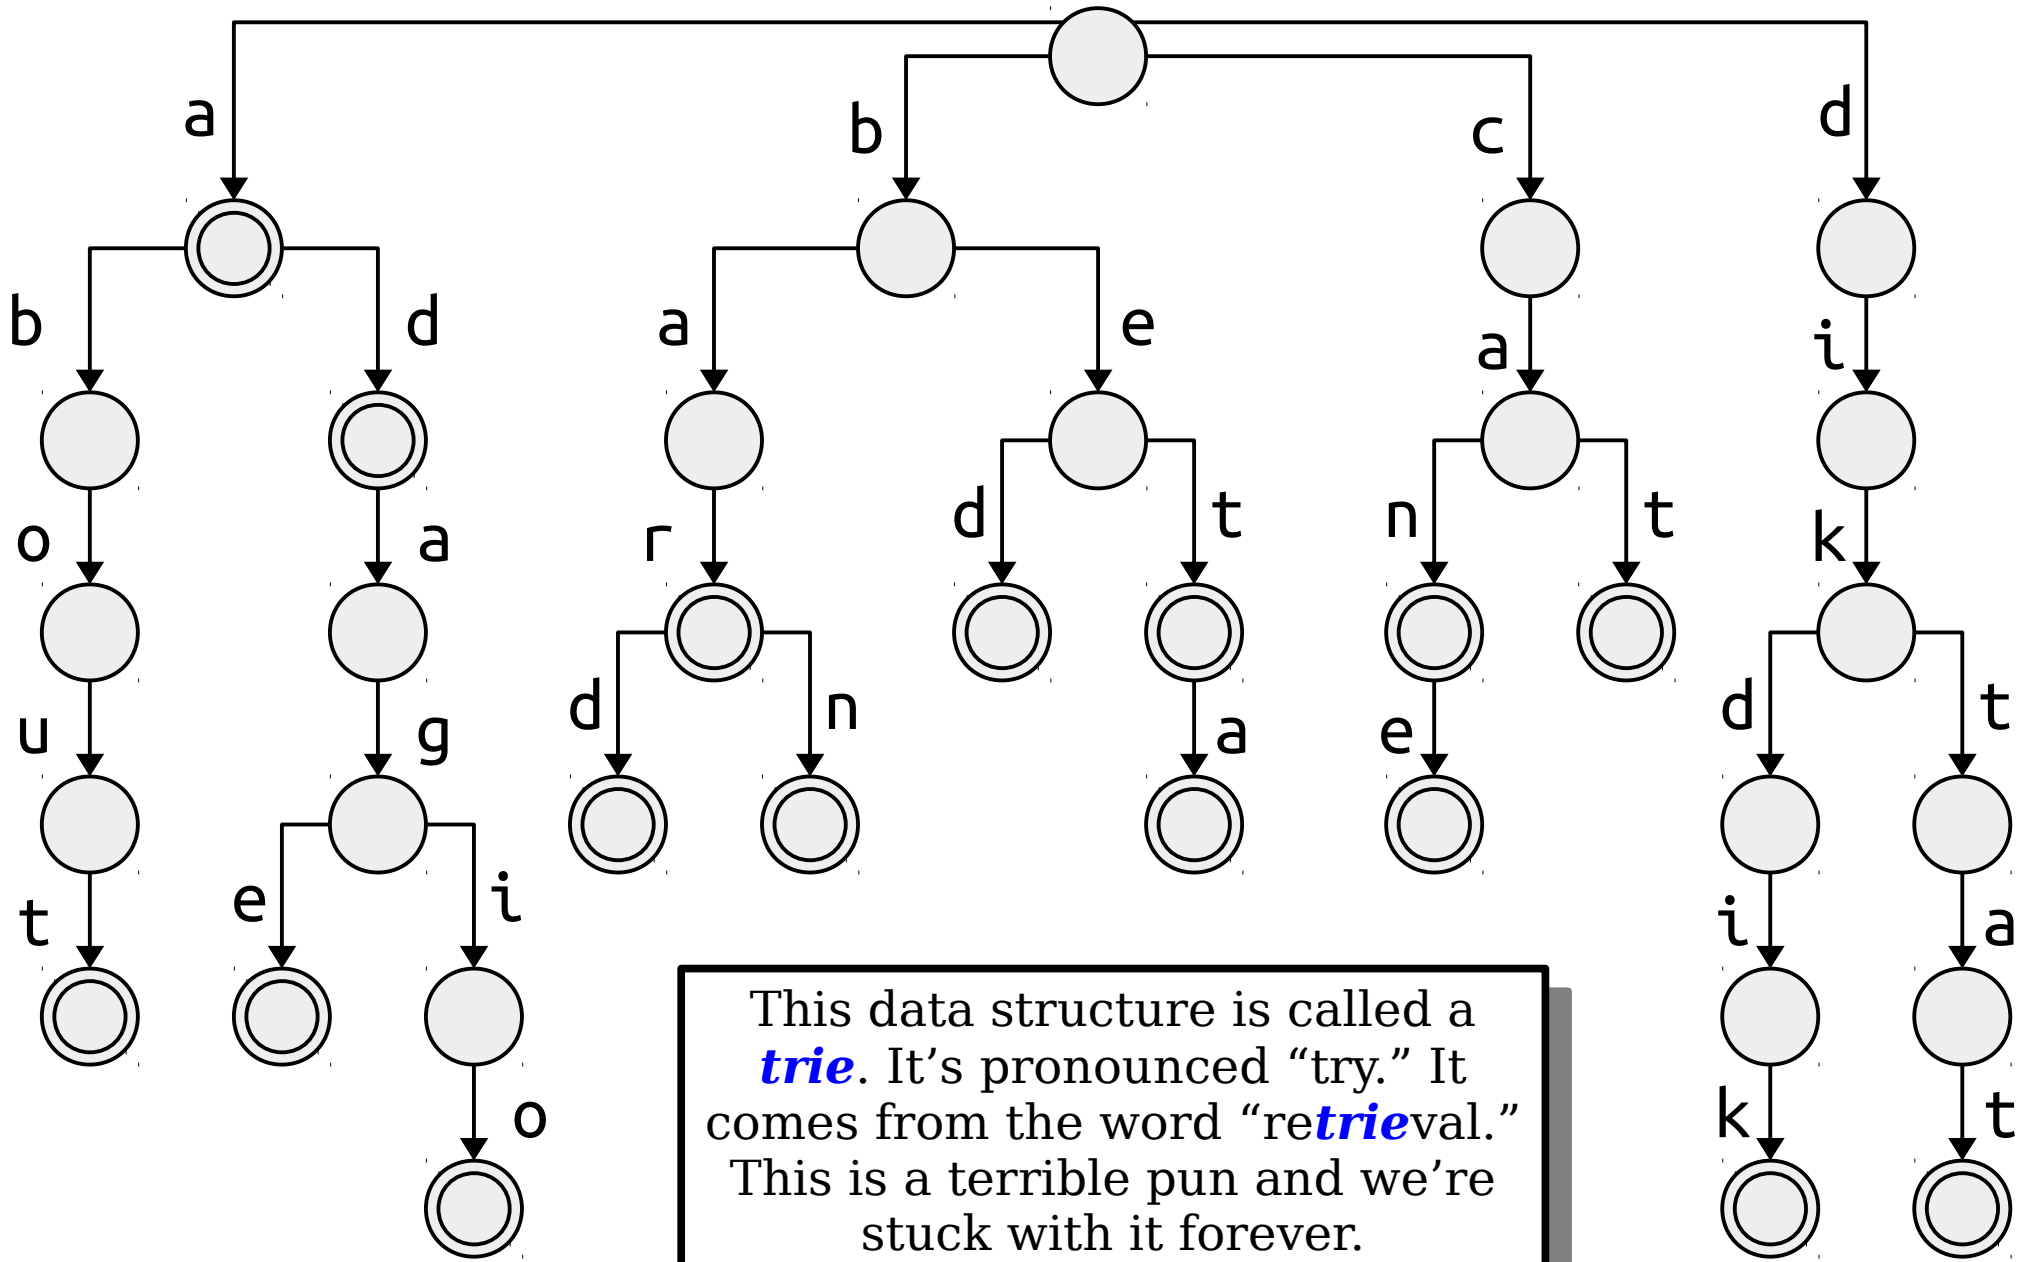 a b c d
b d a e a i
o a r d t n t k
u g d n a e d t
t e i i a
o k t
This data structure is called a
trie. It’s pronounced “try.” It
comes from the word “retrieval.”
This is a terrible pun and we’re
stuck with it forever.